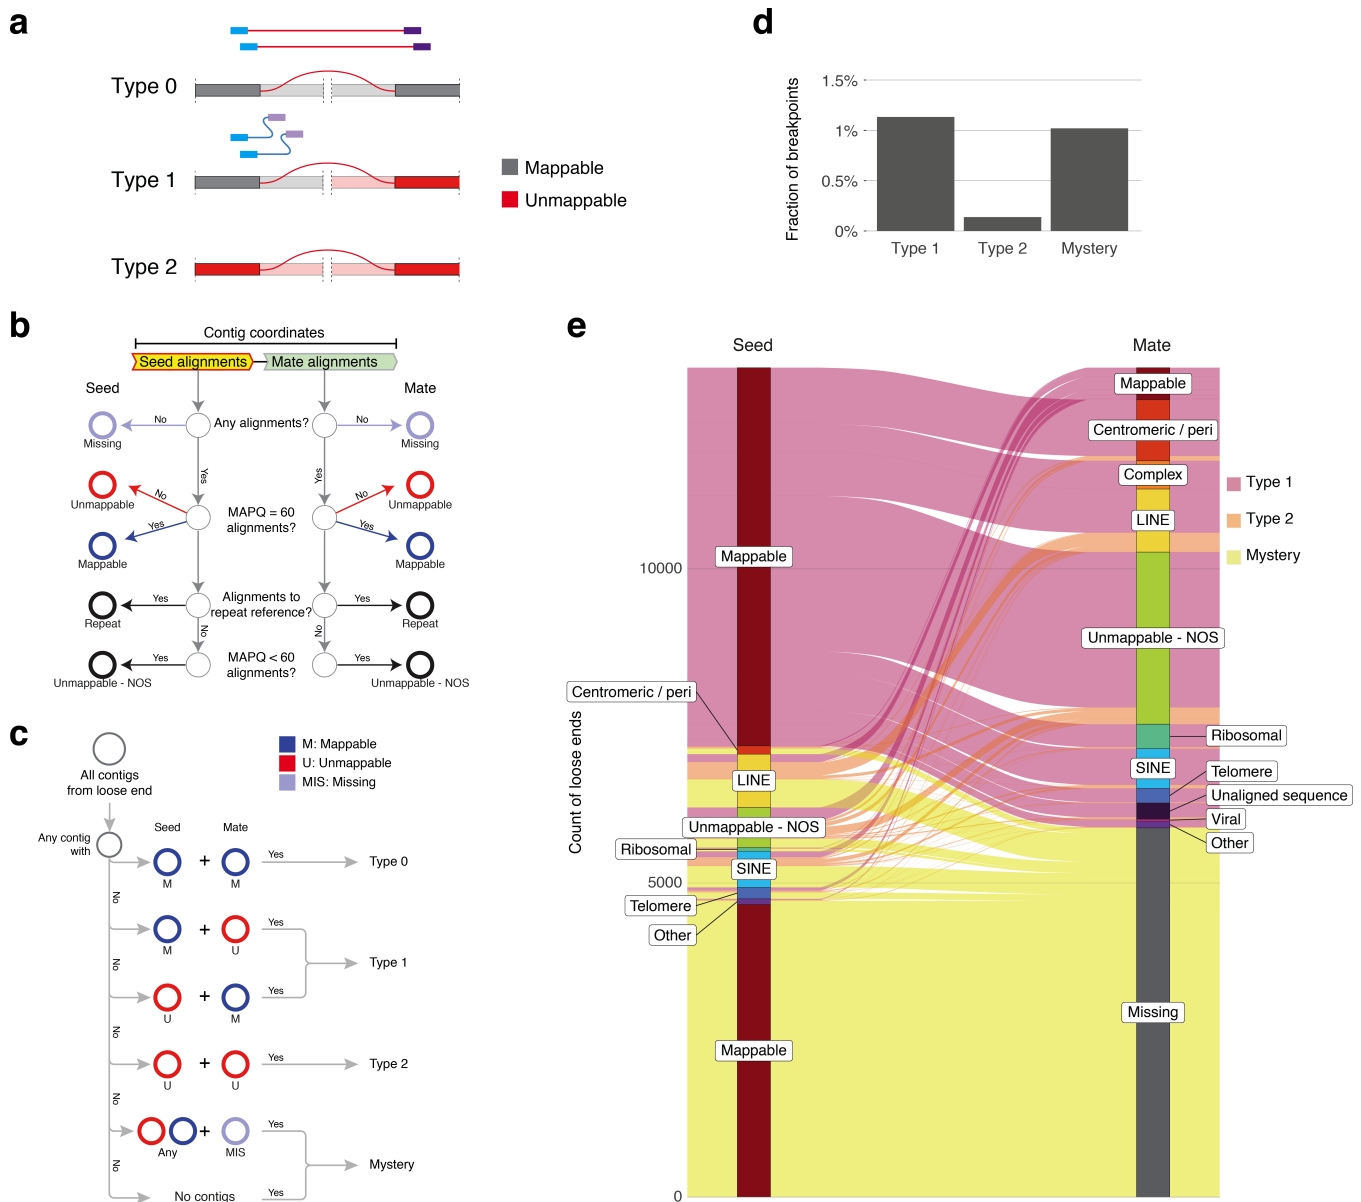 a
Type 0
Type 1
Type 2
Mappable
Unmappable
d
Fraction of breakpoints
1.5%
1%
0.5%
0%
Type 1
Type 2
Mystery
b
Contig coordinates
Seed alignments
Mate alignments
Seed
Mate
No
Any alignments?
No
Missing
Missing
Yes
Yes
No
No
Unmappable
Unmappable
MAPQ = 60
alignments?
Yes
Yes
Mappable
Mappable
Yes
Alignments to
repeat reference?
Yes
Repeat
Repeat
No
No
Yes
MAPQ < 60
alignments?
Yes
Unmappable - NOS
Unmappable - NOS
c
All contigs
from loose end
M: Mappable
U: Unmappable
MIS: Missing
Any contig
with
Seed
Mate
M
+
M
Yes
Type 0
No
M
+
U
Yes
Type 1
No
U
+
M
Yes
No
U
+
U
Yes
Type 2
No
Any
+
MIS
Yes
Mystery
No
No contigs
Yes
e
Seed
Mate
Count of loose ends
10000
5000
0
Mappable
Centromeric / peri
LINE
Unmappable - NOS
Ribosomal
SINE
Telomere
Other
Mappable
Mappable
Centromeric / peri
Complex
LINE
Unmappable - NOS
Ribosomal
SINE
Telomere
Unaligned sequence
Viral
Other
Missing
Type 1
Type 2
Mystery